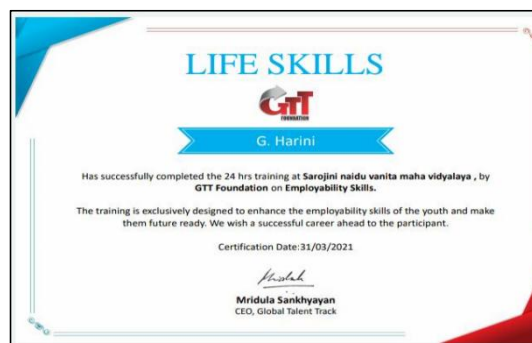 LIFE SKILLS
GTT
FOUNDATION
G. Harini
Has successfully completed the 24 hrs training at Sarojini naidu vanita maha vidyalaya , by
GTT Foundation on Employability Skills.
The training is exclusively designed to enhance the employability skills of the youth and make
them future ready. We wish a successful career ahead to the participant.
Certification Date:31/03/2021
Mridula Sankhyayan
CEO, Global Talent Track